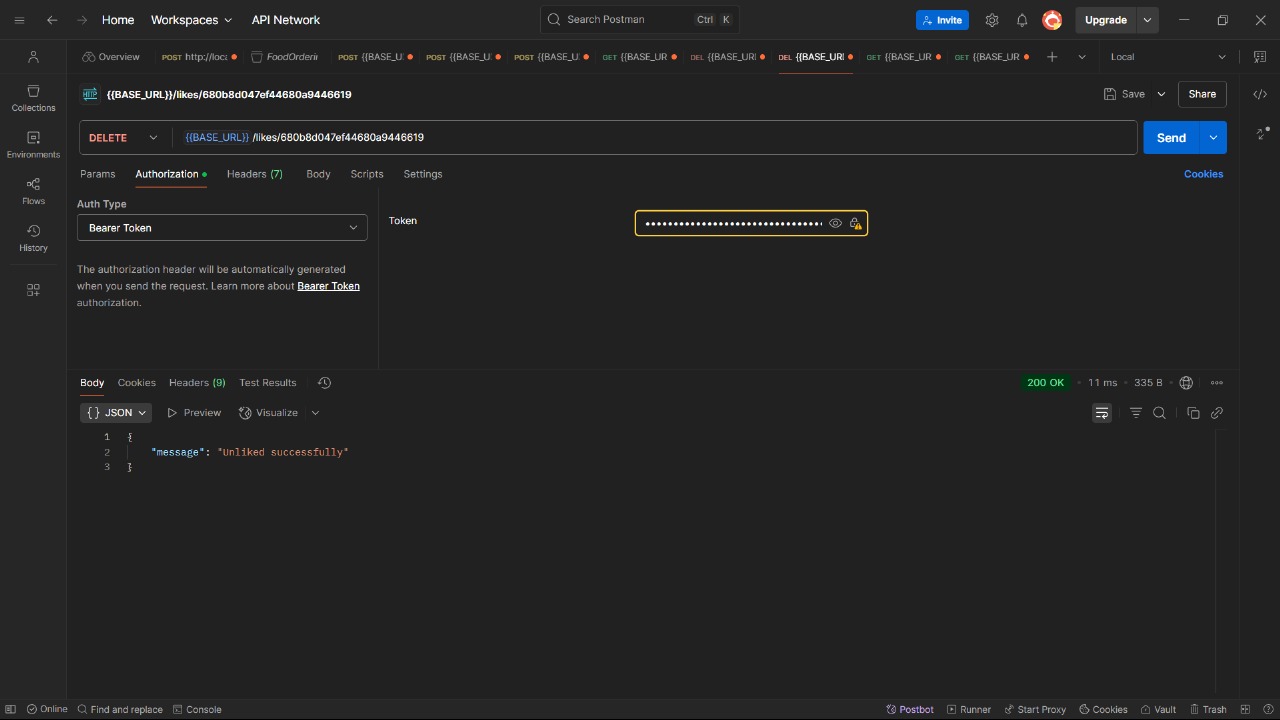 Home Workspaces API Network Search Postman Ctrl K Invite Upgrade
Overview POST http://loca FoodOrderin POST {{BASE_U POST {{BASE_U POST {{BASE_U GET {{BASE_UR DEL {{BASE_URI DEL {{BASE_URI GET {{BASE_UR GET {{BASE_UR Local
Collections
Environments
Flows
History
HTTP {{BASE_URL}}/likes/680b8d047ef44680a9446619 Save Share
DELETE {{BASE_URL}} /likes/680b8d047ef44680a9446619 Send
Params Authorization Headers (7) Body Scripts Settings Cookies
Auth Type
Bearer Token
Token
The authorization header will be automatically generated
when you send the request. Learn more about Bearer Token
authorization.
Body Cookies Headers (9) Test Results 200 OK 11 ms 335 B
{} JSON Preview Visualize
1 {
2 "message": "Unliked successfully"
3 }
Online Find and replace Console Postbot Runner Start Proxy Cookies Vault Trash